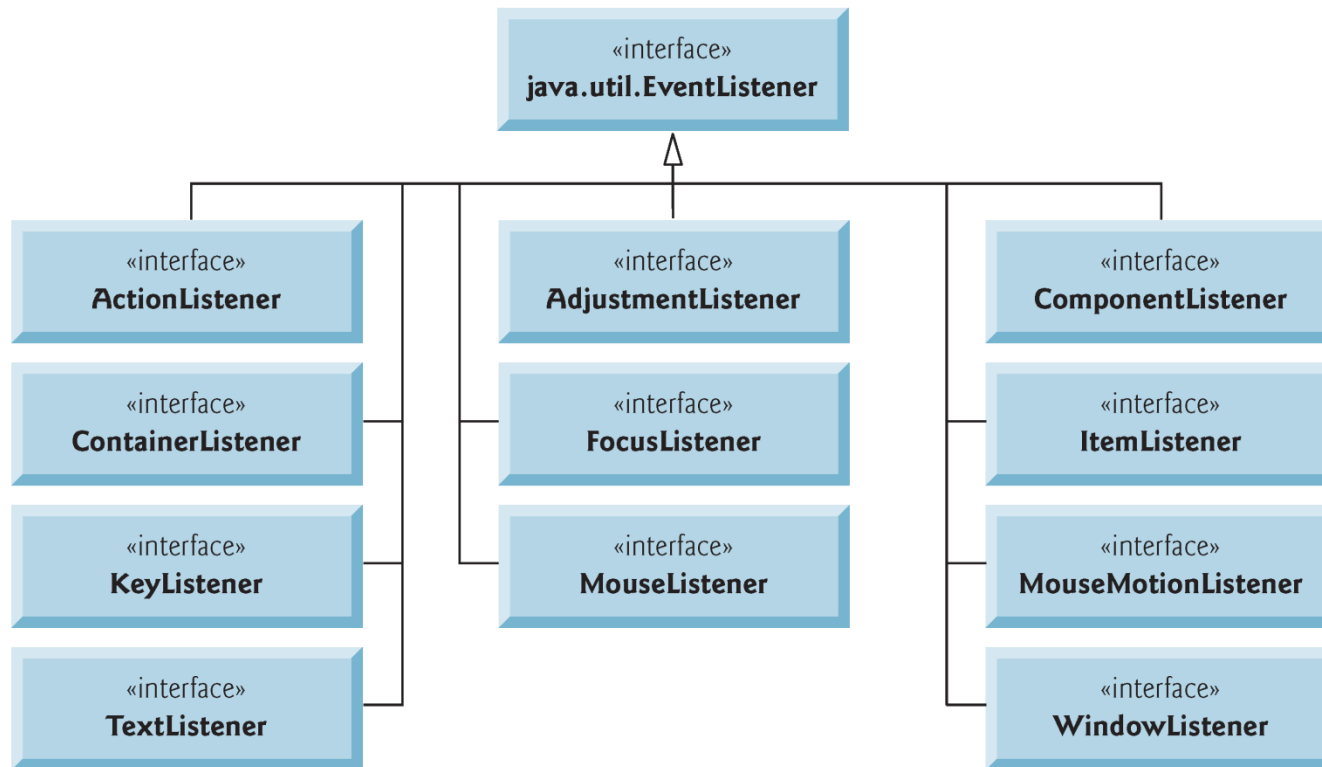 «interface»
java.util.EventListener
«interface»
ActionListener
«interface»
AdjustmentListener
«interface»
ComponentListener
«interface»
ContainerListener
«interface»
FocusListener
«interface»
ItemListener
«interface»
KeyListener
«interface»
MouseListener
«interface»
MouseMotionListener
«interface»
TextListener
«interface»
WindowListener